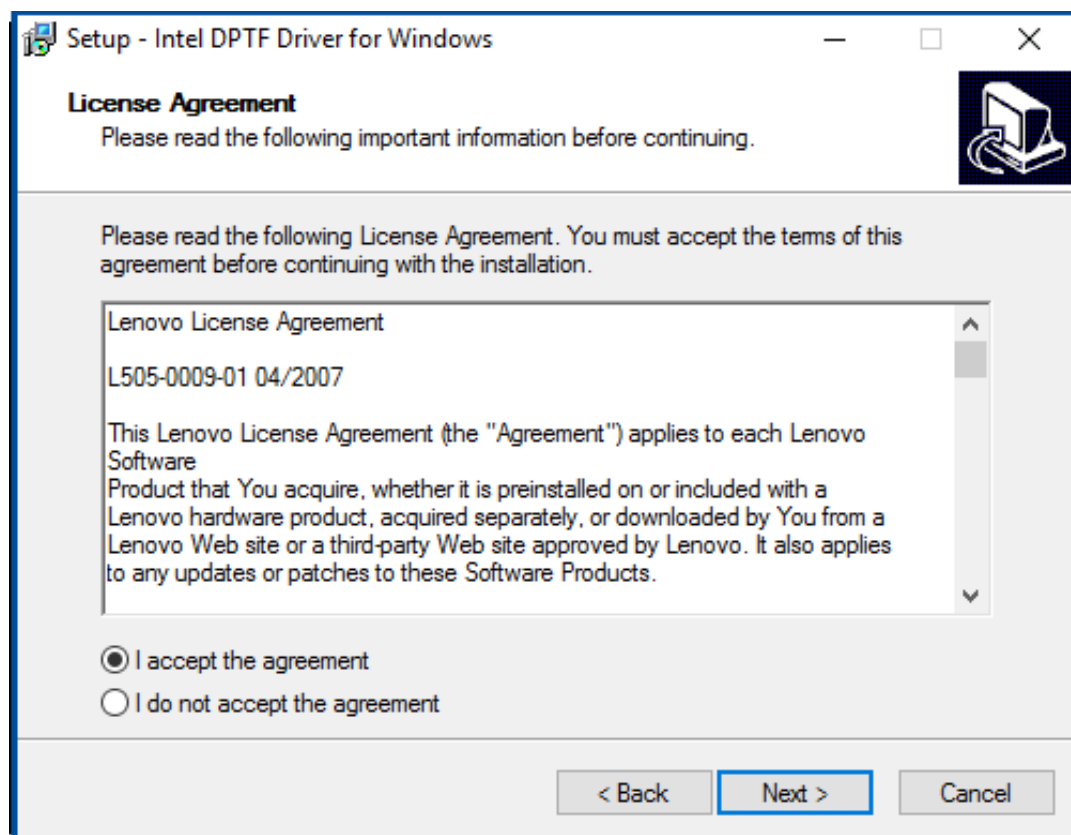 Setup - Intel DPTF Driver for Windows
License Agreement
Please read the following important information before continuing.
Please read the following License Agreement. You must accept the terms of this
agreement before continuing with the installation.
Lenovo License Agreement
L505-0009-01 04/2007
This Lenovo License Agreement (the "Agreement") applies to each Lenovo
Software
Product that You acquire, whether it is preinstalled on or included with a
Lenovo hardware product, acquired separately, or downloaded by You from a
Lenovo Web site or a third-party Web site approved by Lenovo. It also applies
to any updates or patches to these Software Products.
I accept the agreement
I do not accept the agreement
< Back Next > Cancel